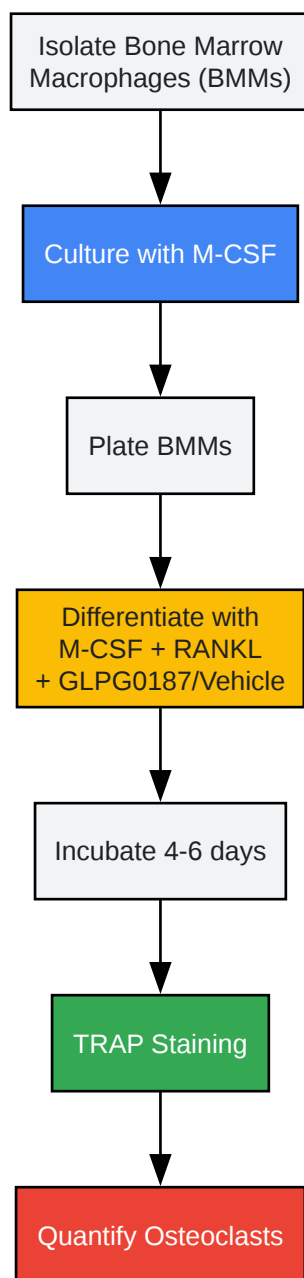 Isolate Bone Marrow
Macrophages (BMMs)
Culture with M-CSF
Plate BMMs
Differentiate with
M-CSF + RANKL
+ GLPG0187/Vehicle
Incubate 4-6 days
TRAP Staining
Quantify Osteoclasts